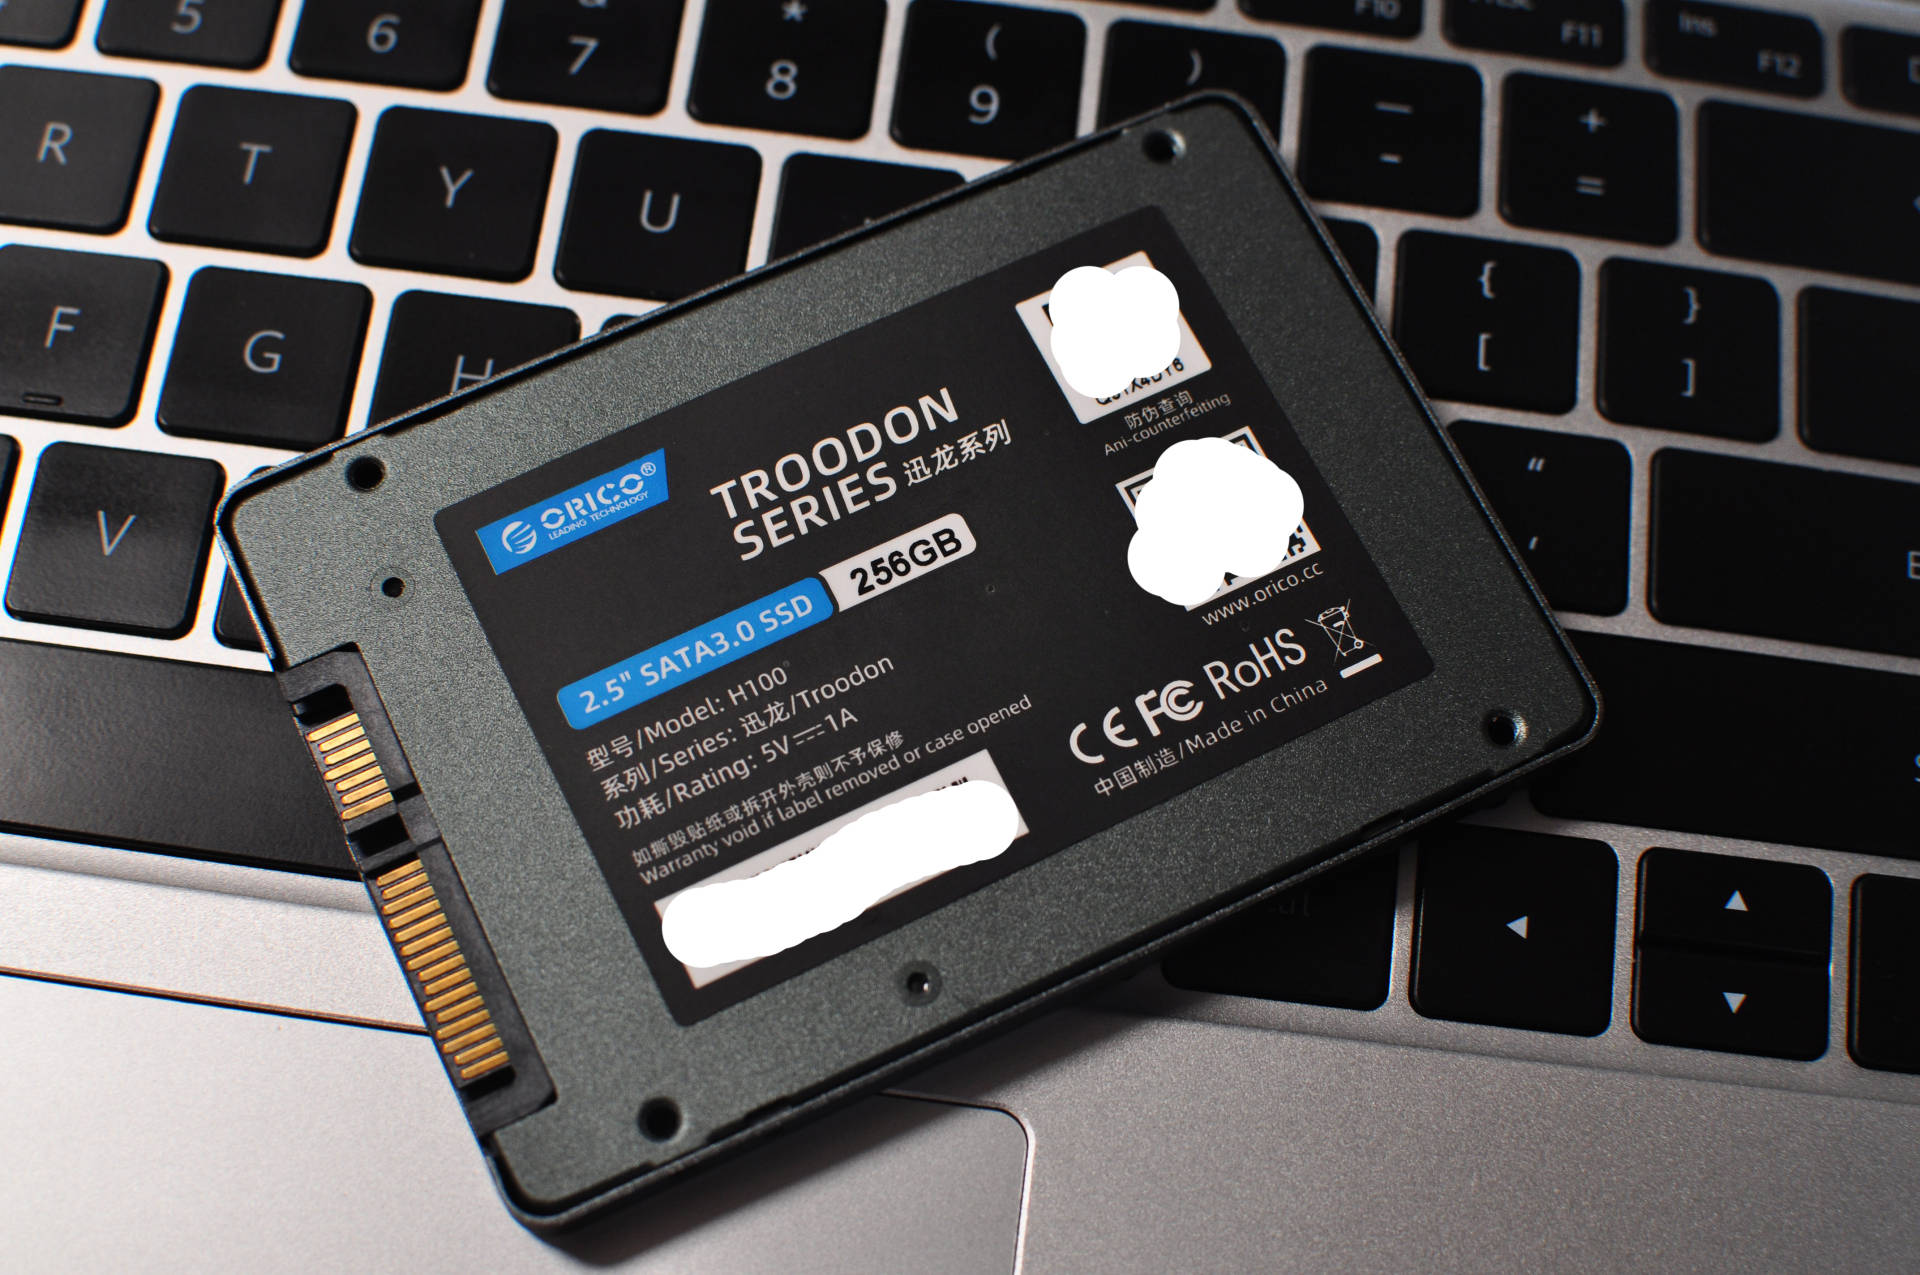 5
6
&
7
*
8
(
9
)
—
-
+
=
F10
F11
Ins
F12
R
T
Y
U
{
[
}
]
F
G
H
“
‘
V
ORICO®
LEADING TECHNOLOGY
TROODON
SERIES 迅龙系列
2.5" SATA3.0 SSD
256GB
型号/Model: H100
系列/Series: 迅龙/Troodon
功耗/Rating: 5V⎓1A
如撕毁贴纸或拆开外壳则不予保修
Warranty void if label removed or case opened
防伪查询
Ani-counterfeiting
www.orico.cc
CE FC RoHS
中国制造/Made in China